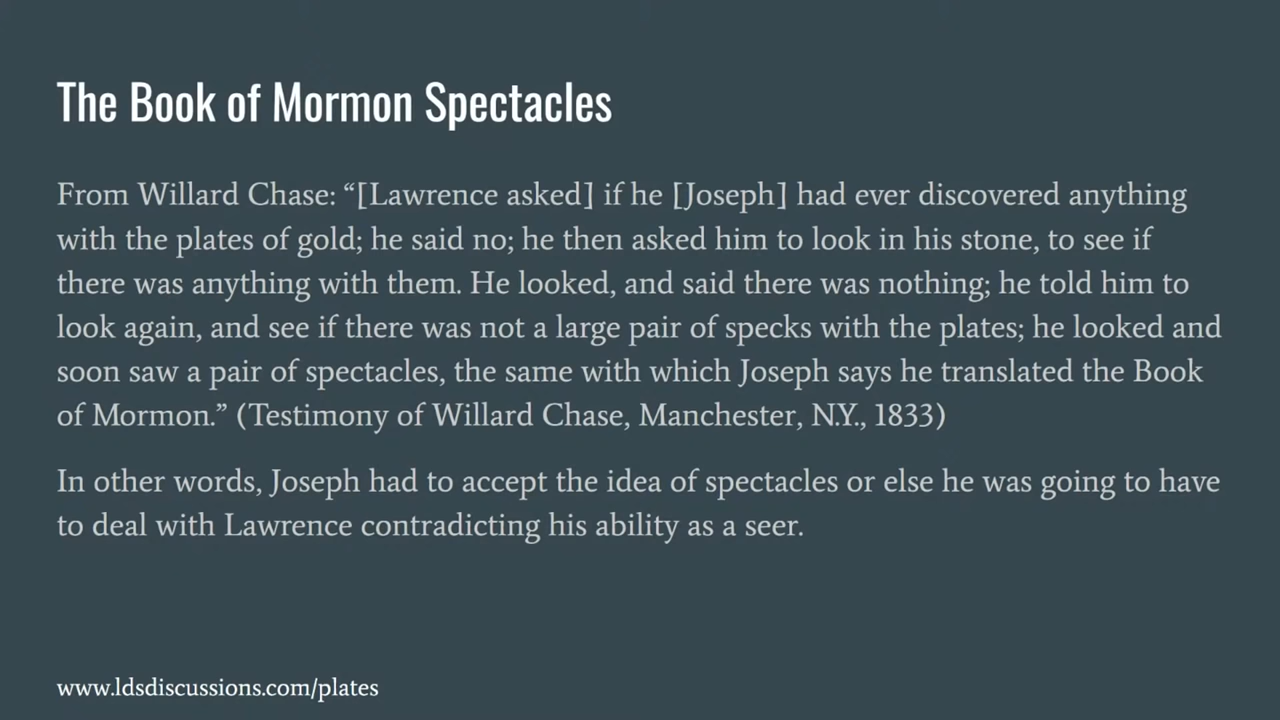 The Book of Mormon Spectacles
From Willard Chase: “[Lawrence asked] if he [Joseph] had ever discovered anything
with the plates of gold; he said no; he then asked him to look in his stone, to see if
there was anything with them. He looked, and said there was nothing; he told him to
look again, and see if there was not a large pair of specks with the plates; he looked and
soon saw a pair of spectacles, the same with which Joseph says he translated the Book
of Mormon.” (Testimony of Willard Chase, Manchester, N.Y., 1833)
In other words, Joseph had to accept the idea of spectacles or else he was going to have
to deal with Lawrence contradicting his ability as a seer.
www.ldsdiscussions.com/plates